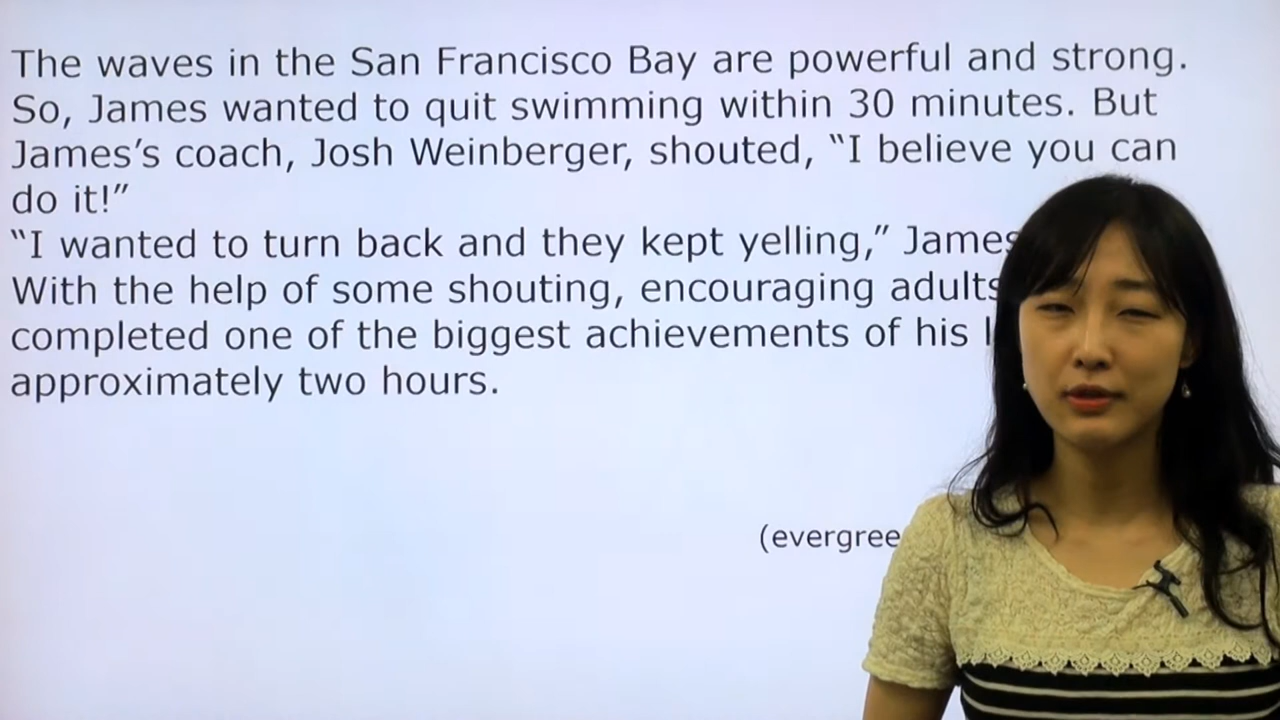 The waves in the San Francisco Bay are powerful and strong.
So, James wanted to quit swimming within 30 minutes. But
James’s coach, Josh Weinberger, shouted, “I believe you can
do it!”
“I wanted to turn back and they kept yelling,” James
With the help of some shouting, encouraging adults
completed one of the biggest achievements of his
approximately two hours.
(evergree